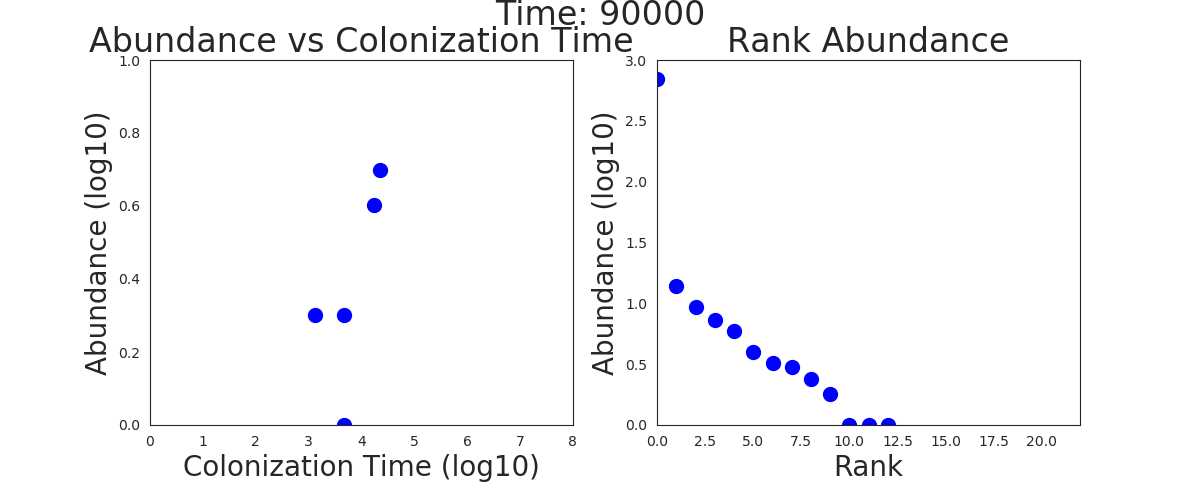 Time: 90000
Abundance vs Colonization Time
Rank Abundance
1.0
0.8
0.6
0.4
0.2
0.0
Abundance (log10)
0 1 2 3 4 5 6 7 8
Colonization Time (log10)
3.0
2.5
2.0
1.5
1.0
0.5
0.0
Abundance (log10)
0.0 2.5 5.0 7.5 10.0 12.5 15.0 17.5 20.0
Rank